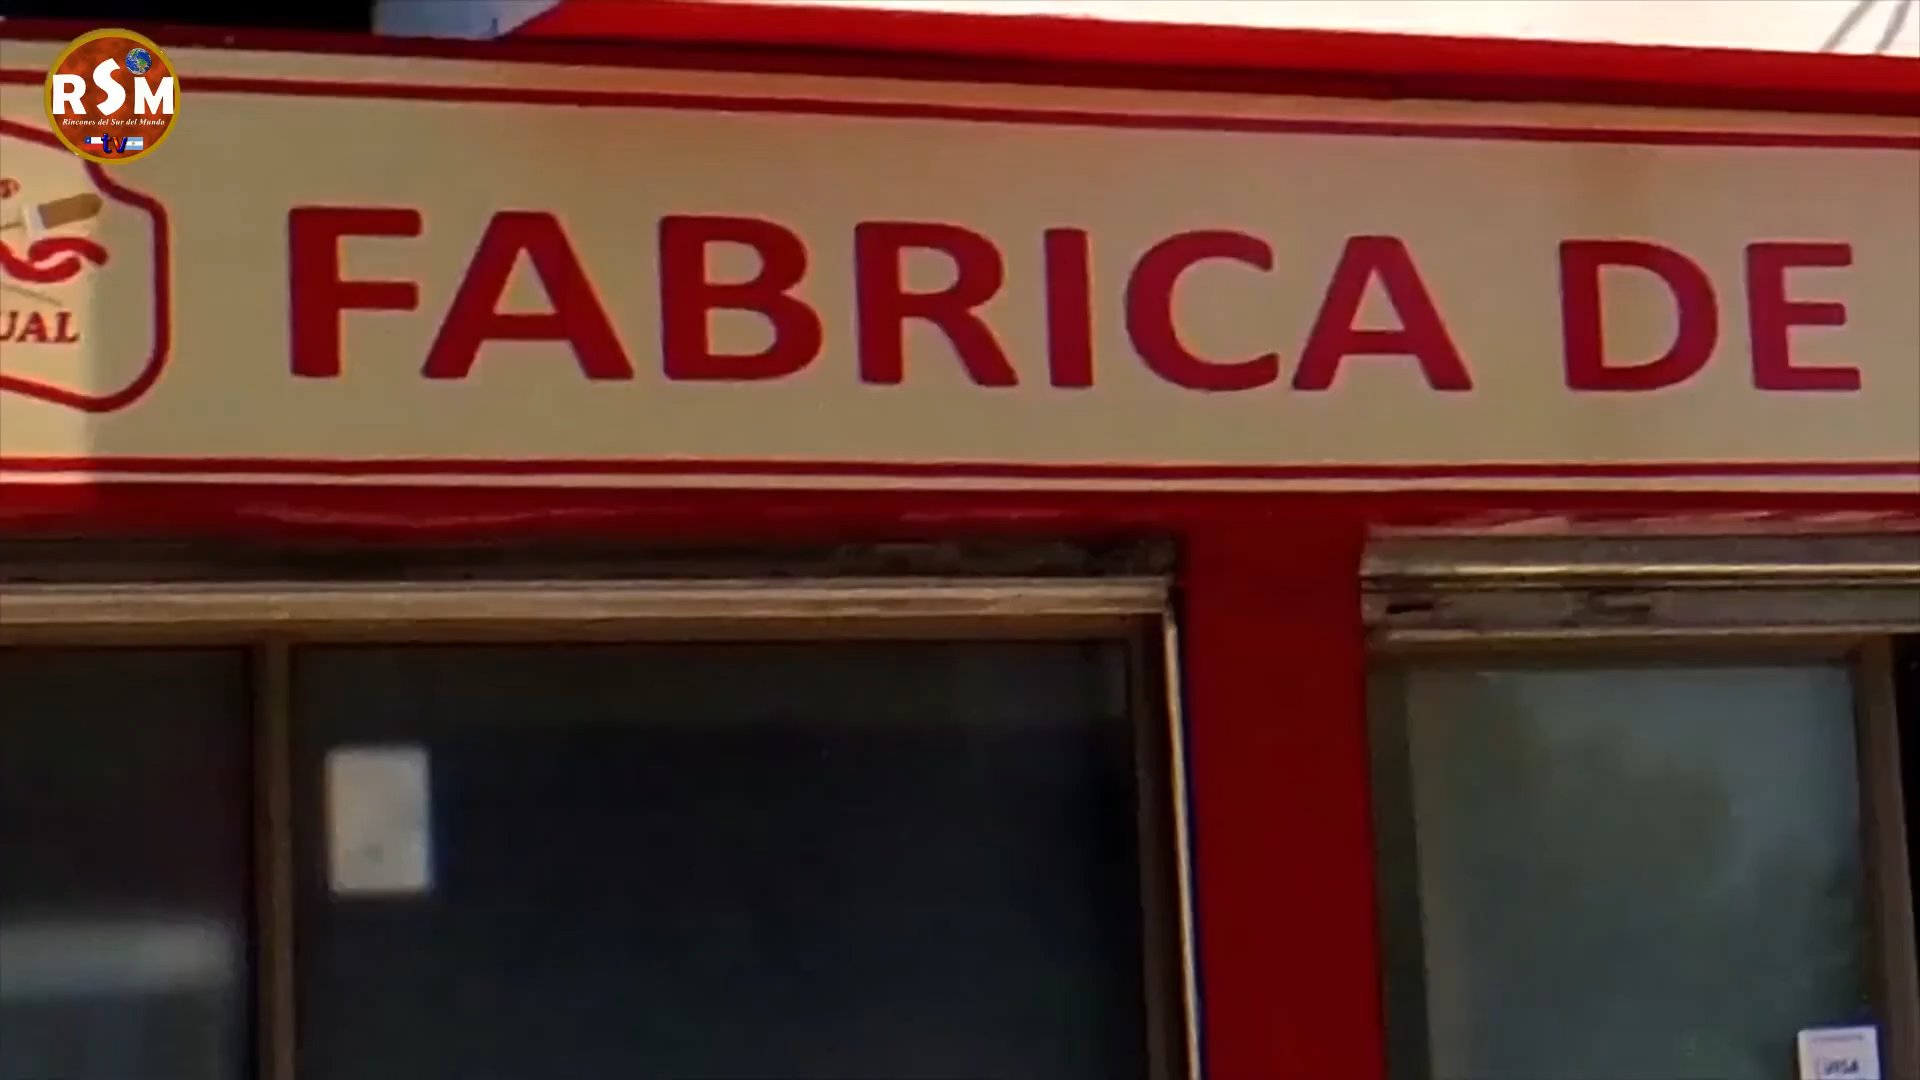 RSM
Rincones del Sur del Mundo
tv
UAL
FABRICA DE
VISA